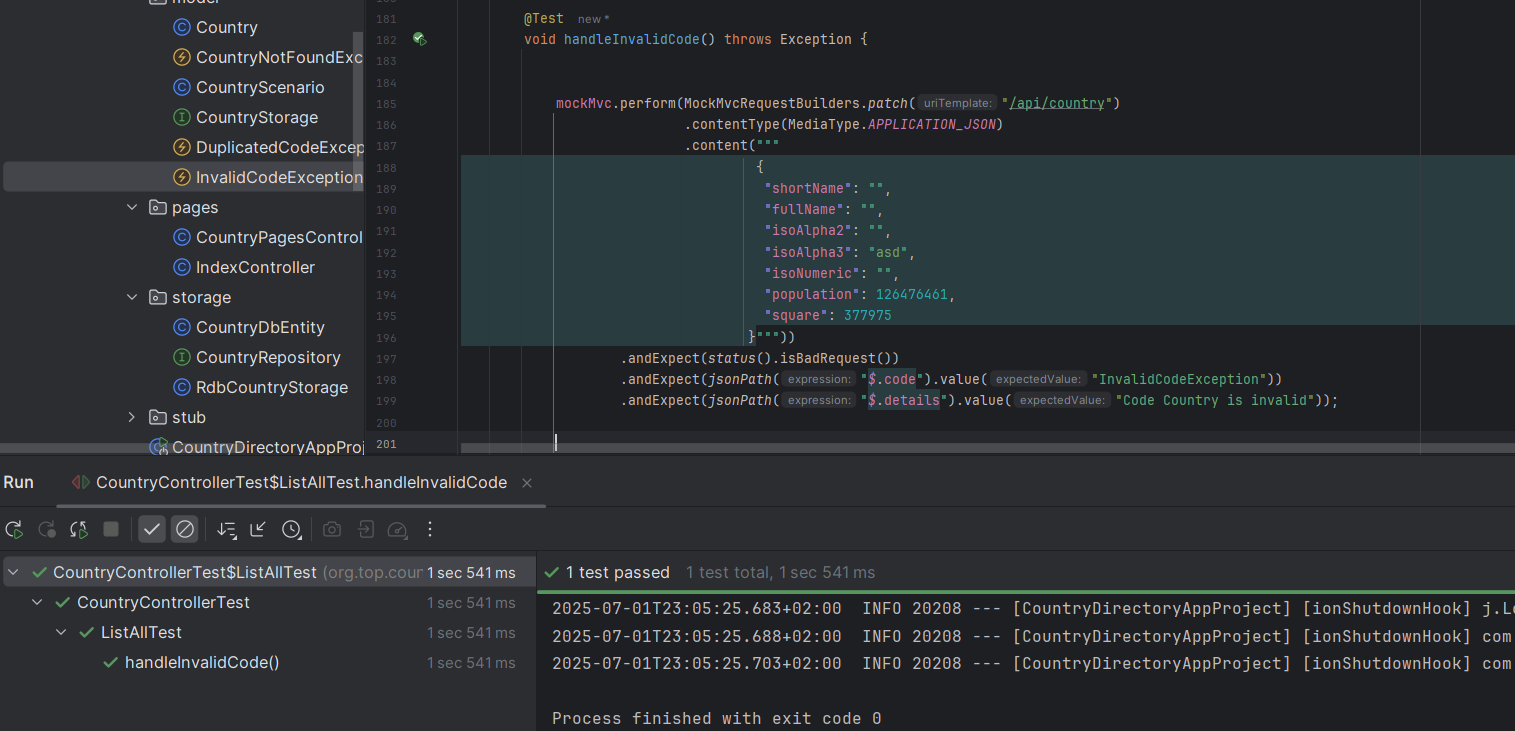 model
Country
CountryNotFoundExc
CountryScenario
CountryStorage
DuplicatedCodeExcep
InvalidCodeException
pages
CountryPagesControl
IndexController
storage
CountryDbEntity
CountryRepository
RdbCountryStorage
stub
CountryDirectoryAppProj
181 @Test new *
182 void handleInvalidCode() throws Exception {
183
184
185 mockMvc.perform(MockMvcRequestBuilders.patch( uriTemplate: "/api/country")
186 .contentType(MediaType.APPLICATION_JSON)
187 .content("""
188 {
189 "shortName": "",
190 "fullName": "",
191 "isoAlpha2": "",
192 "isoAlpha3": "asd",
193 "isoNumeric": "",
194 "population": 126476461,
195 "square": 377975
196 }"""))
197 .andExpect(status().isBadRequest())
198 .andExpect(jsonPath( expression: "$.code").value( expectedValue: "InvalidCodeException"))
199 .andExpect(jsonPath( expression: "$.details").value( expectedValue: "Code Country is invalid"));
200
201
Run CountryControllerTest$ListAllTest.handleInvalidCode
CountryControllerTest$ListAllTest (org.top.cour 1 sec 541 ms
CountryControllerTest 1 sec 541 ms
ListAllTest 1 sec 541 ms
handleInvalidCode() 1 sec 541 ms
1 test passed 1 test total, 1 sec 541 ms
2025-07-01T23:05:25.683+02:00 INFO 20208 --- [CountryDirectoryAppProject] [ionShutdownHook] j.Lo
2025-07-01T23:05:25.688+02:00 INFO 20208 --- [CountryDirectoryAppProject] [ionShutdownHook] com
2025-07-01T23:05:25.703+02:00 INFO 20208 --- [CountryDirectoryAppProject] [ionShutdownHook] com
Process finished with exit code 0